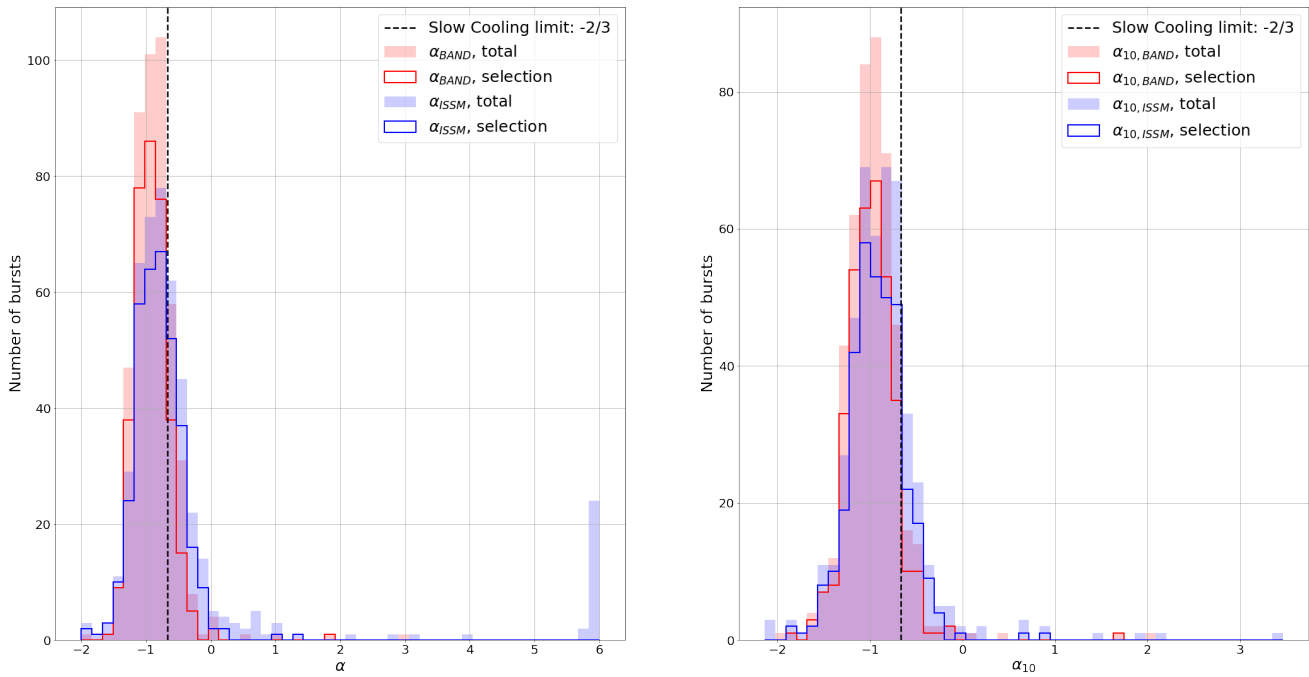 Slow Cooling limit: -2/3
α_BAND, total
α_BAND, selection
α_ISSM, total
α_ISSM, selection
Number of bursts
100
80
60
40
20
0
−2 −1 0 1 2 3 4 5 6
α
Slow Cooling limit: -2/3
α_10,BAND, total
α_10,BAND, selection
α_10,ISSM, total
α_10,ISSM, selection
Number of bursts
80
60
40
20
0
−2 −1 0 1 2 3
α_10